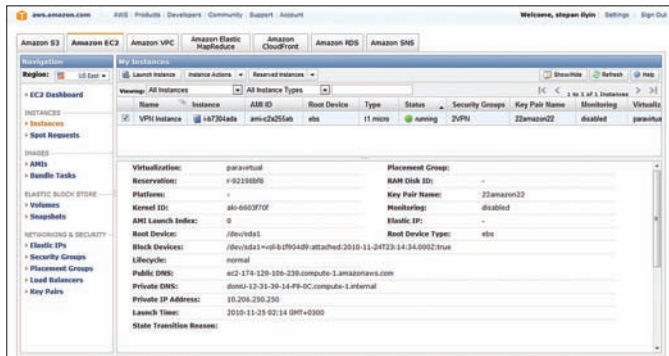 aws.amazon.com AWS | Products | Developers | Community | Support | Account Welcome, stepan ilyin | Settings | Sign Out
Amazon S3 Amazon EC2 Amazon VPC Amazon Elastic MapReduce Amazon CloudFront Amazon RDS Amazon SNS
Navigation
Region: US East
> EC2 Dashboard
INSTANCES
> Instances
> Spot Requests
IMAGES
> AMIs
> Bundle Tasks
ELASTIC BLOCK STORE
> Volumes
> Snapshots
NETWORKING & SECURITY
> Elastic IPs
> Security Groups
> Placement Groups
> Load Balancers
> Key Pairs
My Instances
Launch Instance Instance Actions Reserved Instances Show/Hide Refresh Help
Viewing: All Instances All Instance Types 1 to 1 of 1 Instances
Name Instance AMI ID Root Device Type Status Security Groups Key Pair Name Monitoring Virtualiz
VPN Instance i-b7304ada ami-c2a255ab ebs t1.micro running 2VPN 22amazon22 disabled paravirtua
Virtualization: paravirtual Placement Group:
Reservation: r-92198bf8 RAM Disk ID: -
Platform: - Key Pair Name: 22amazon22
Kernel ID: aki-6603f70f Monitoring: disabled
AMI Launch Index: 0 Elastic IP: -
Root Device: /dev/sda1 Root Device Type: ebs
Block Devices: /dev/sda1=vol-b1f904d9:attached:2010-11-24T23:14:34.000Z:true
Lifecycle: normal
Public DNS: ec2-174-129-106-239.compute-1.amazonaws.com
Private DNS: domU-12-31-39-14-F9-0C.compute-1.internal
Private IP Address: 10.206.250.250
Launch Time: 2010-11-25 02:14 GMT+0300
State Transition Reason: